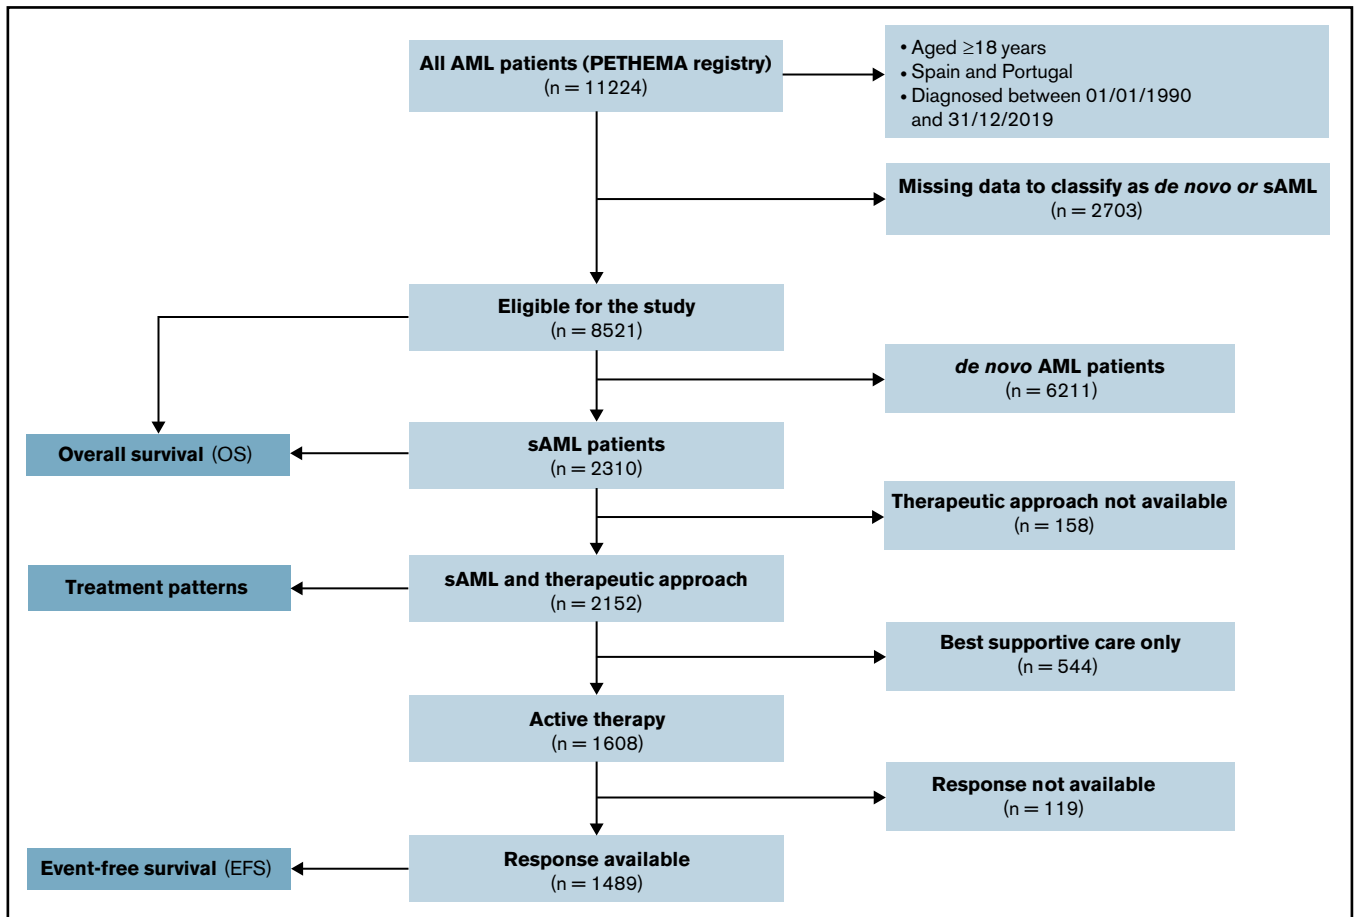 All AML patients (PETHEMA registry)
(n = 11224)
• Aged ≥18 years
• Spain and Portugal
• Diagnosed between 01/01/1990
and 31/12/2019
Missing data to classify as de novo or sAML
(n = 2703)
Eligible for the study
(n = 8521)
de novo AML patients
(n = 6211)
Overall survival (OS)
sAML patients
(n = 2310)
Therapeutic approach not available
(n = 158)
Treatment patterns
sAML and therapeutic approach
(n = 2152)
Best supportive care only
(n = 544)
Active therapy
(n = 1608)
Response not available
(n = 119)
Event-free survival (EFS)
Response available
(n = 1489)